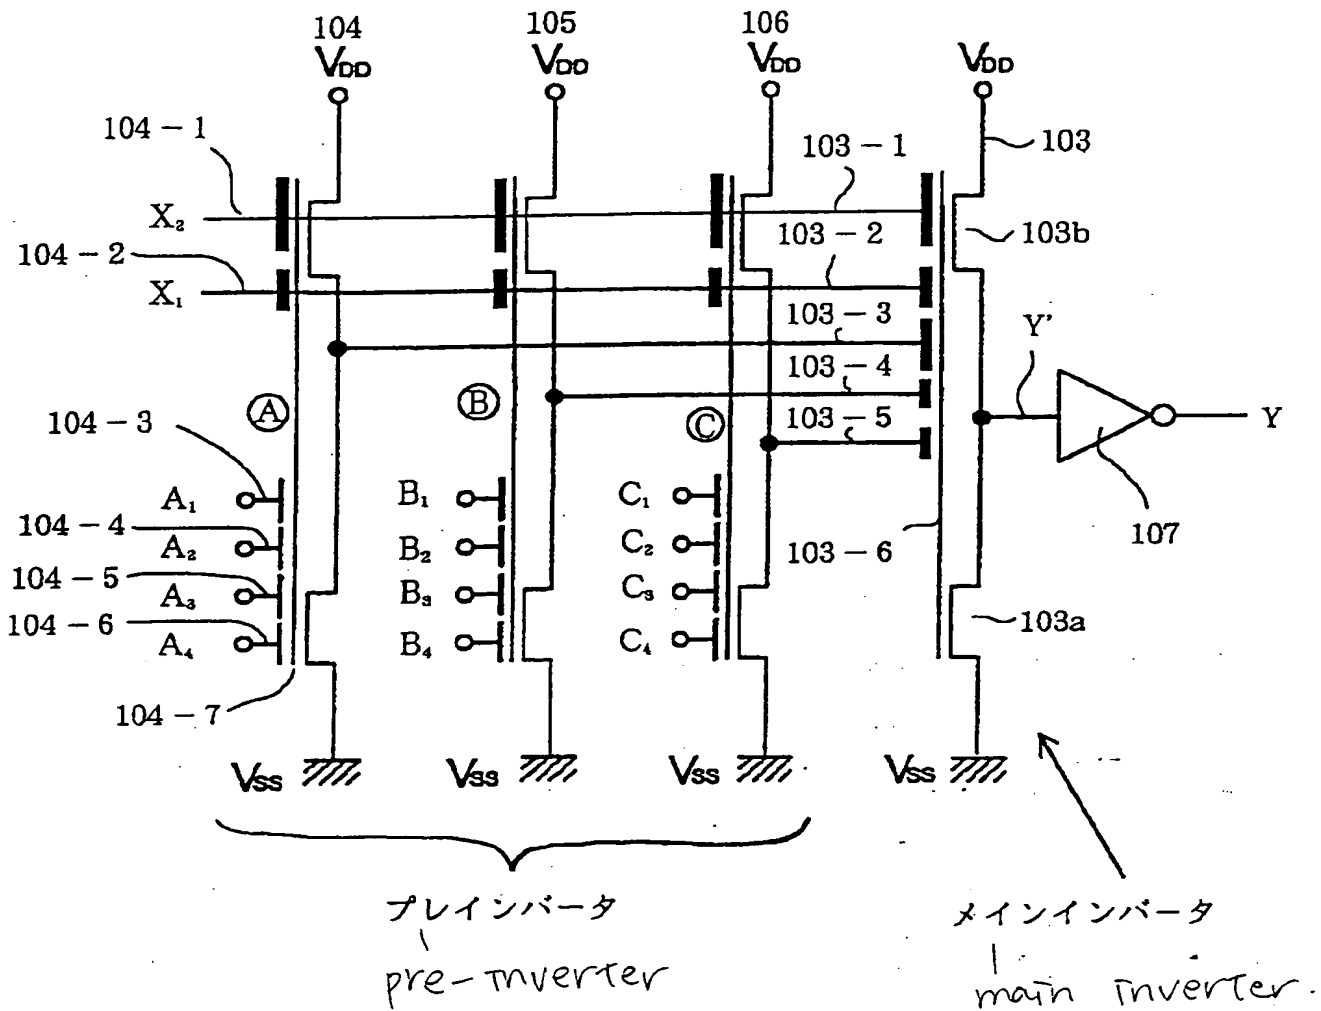 104 105 106
VDD VDD VDD VDD
104-1
103-1
103
X₂
103-2
103b
104-2
X₁
103-3
Y'
103-4
Ⓐ Ⓑ Ⓒ
103-5
Y
104-3
A₁ B₁ C₁
107
104-4
A₂ B₂ C₂
103-6
104-5
A₃ B₃ C₃
104-6
A₄ B₄ C₄
103a
104-7
VSS VSS VSS VSS
プレインバータ
メインインバータ
pre-inverter
main inverter.